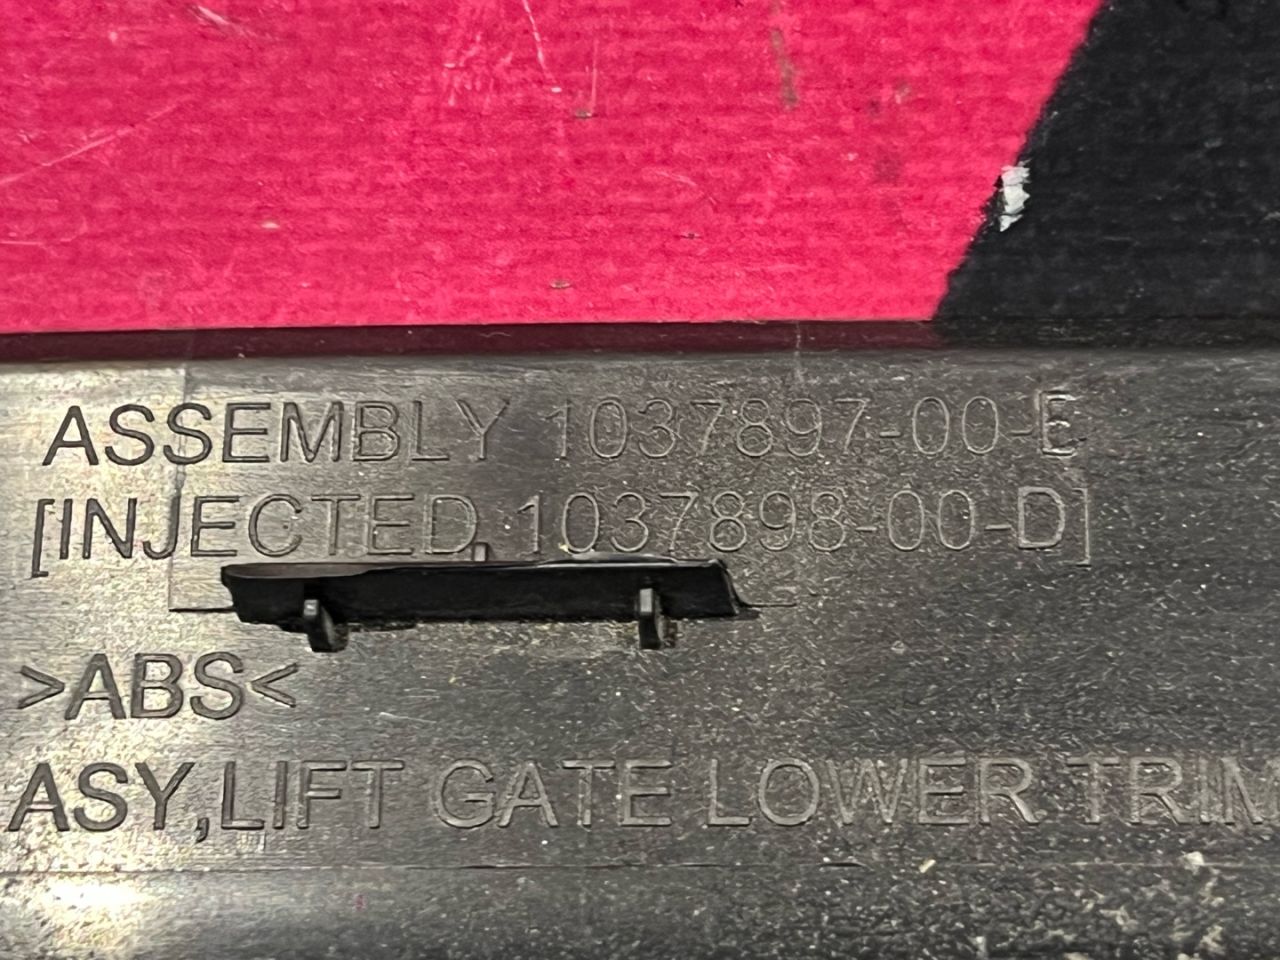 ASSEMBLY 1037897-00-E
[INJECTED 1037898-00-D]
>ABS<
ASY,LIFT GATE LOWER TRIM